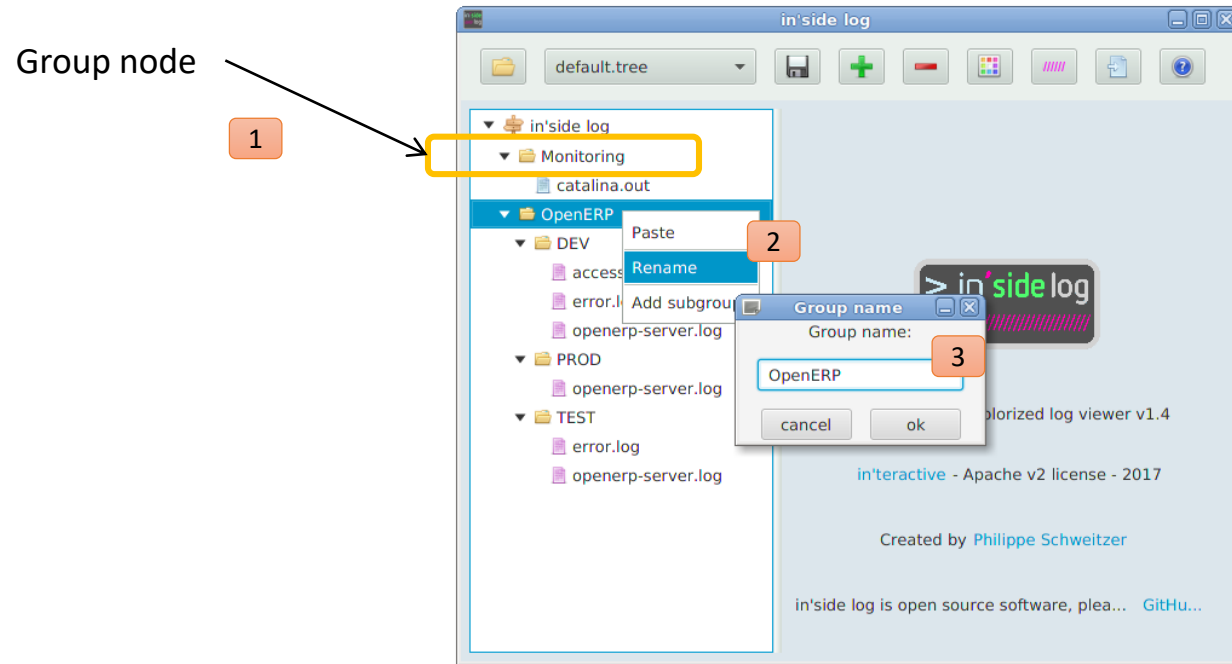 in'side log
Group node
default.tree
1
in'side log
Monitoring
catalina.out
OpenERP
Paste
2
DEV
Rename
access
> in'side log
error.l
Add subgroup
Group name
openerp-server.log
Group name:
3
PROD
OpenERP
openerp-server.log
TEST
cancel
ok
olorized log viewer v1.4
error.log
openerp-server.log
in'teractive - Apache v2 license - 2017
Created by Philippe Schweitzer
in'side log is open source software, plea... GitHu...